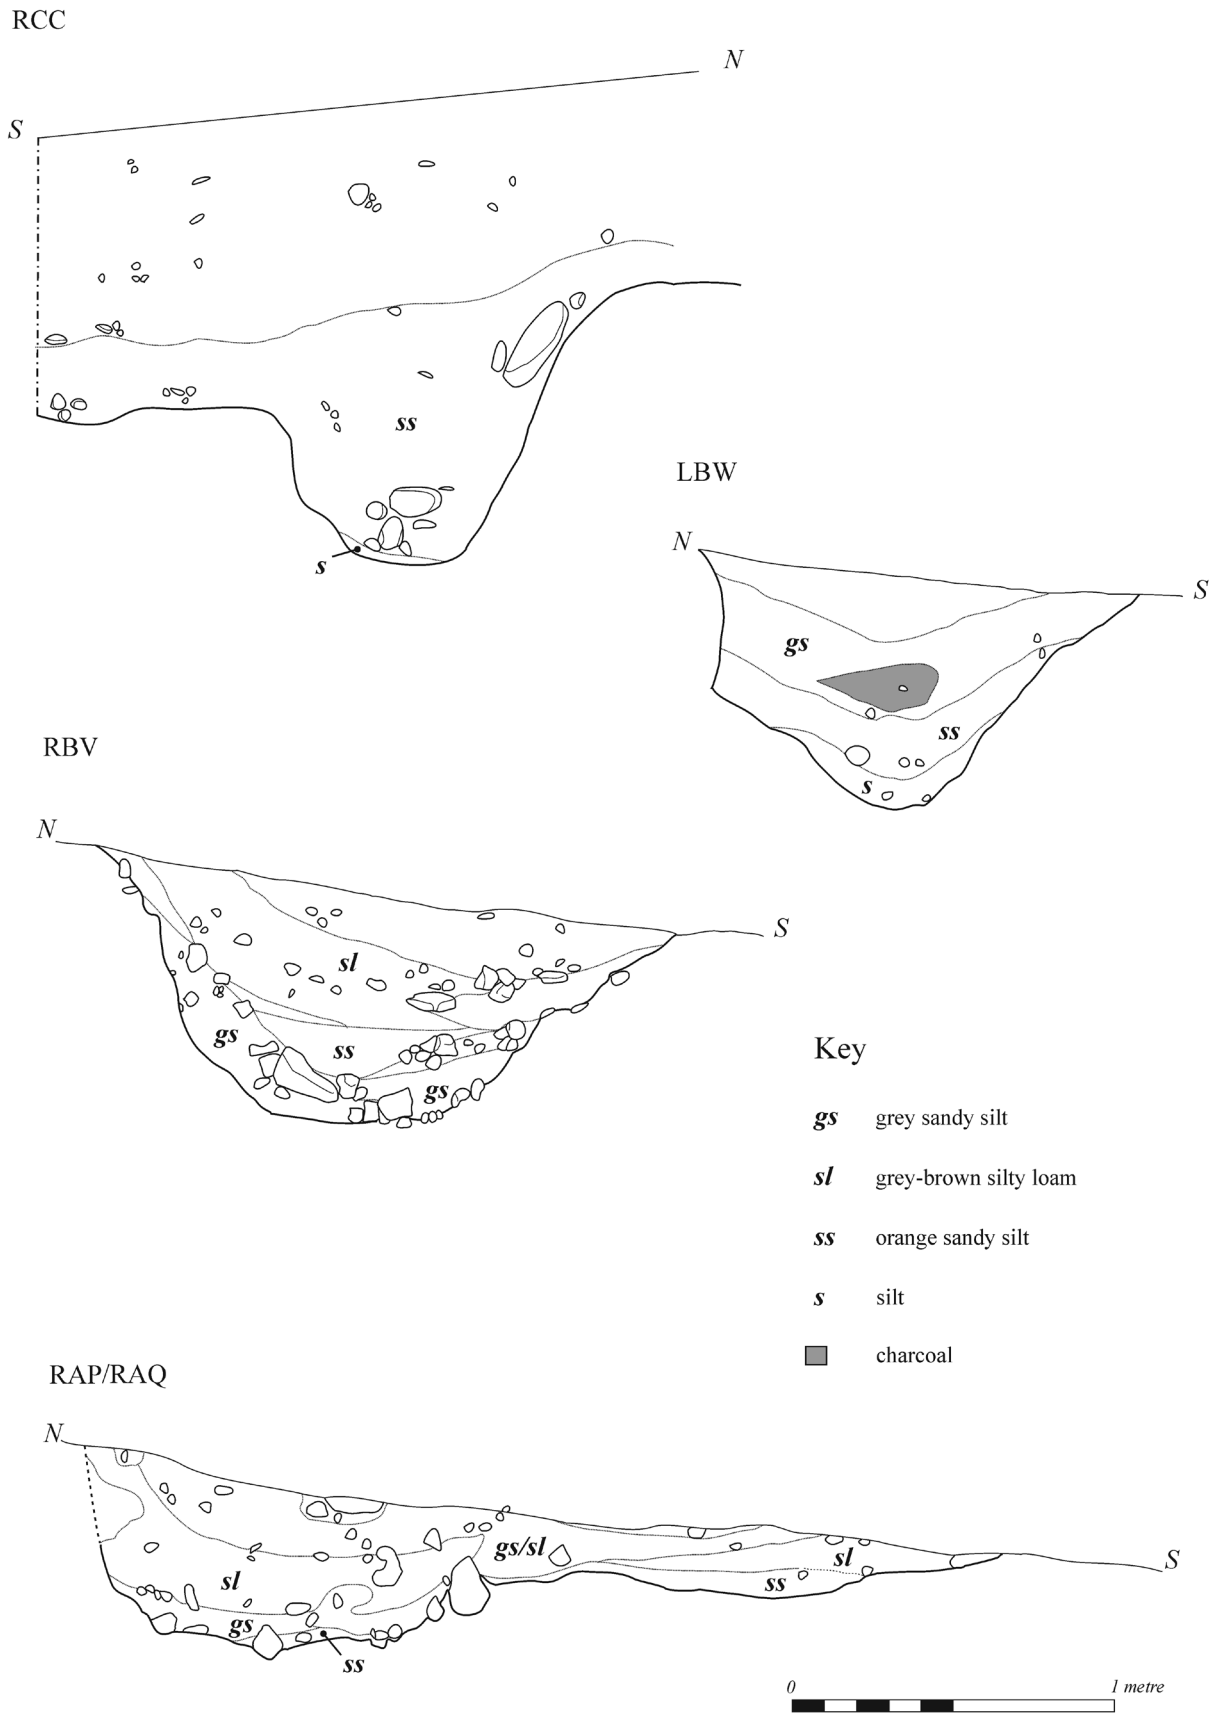 RCC
N
S
ss
s
LBW
N
S
gs
ss
s
RBV
N
S
sl
gs
ss
gs
Key
gs grey sandy silt
sl grey-brown silty loam
ss orange sandy silt
s silt
charcoal
RAP/RAQ
N
S
gs/sl
sl
sl
ss
gs
ss
0 1 metre